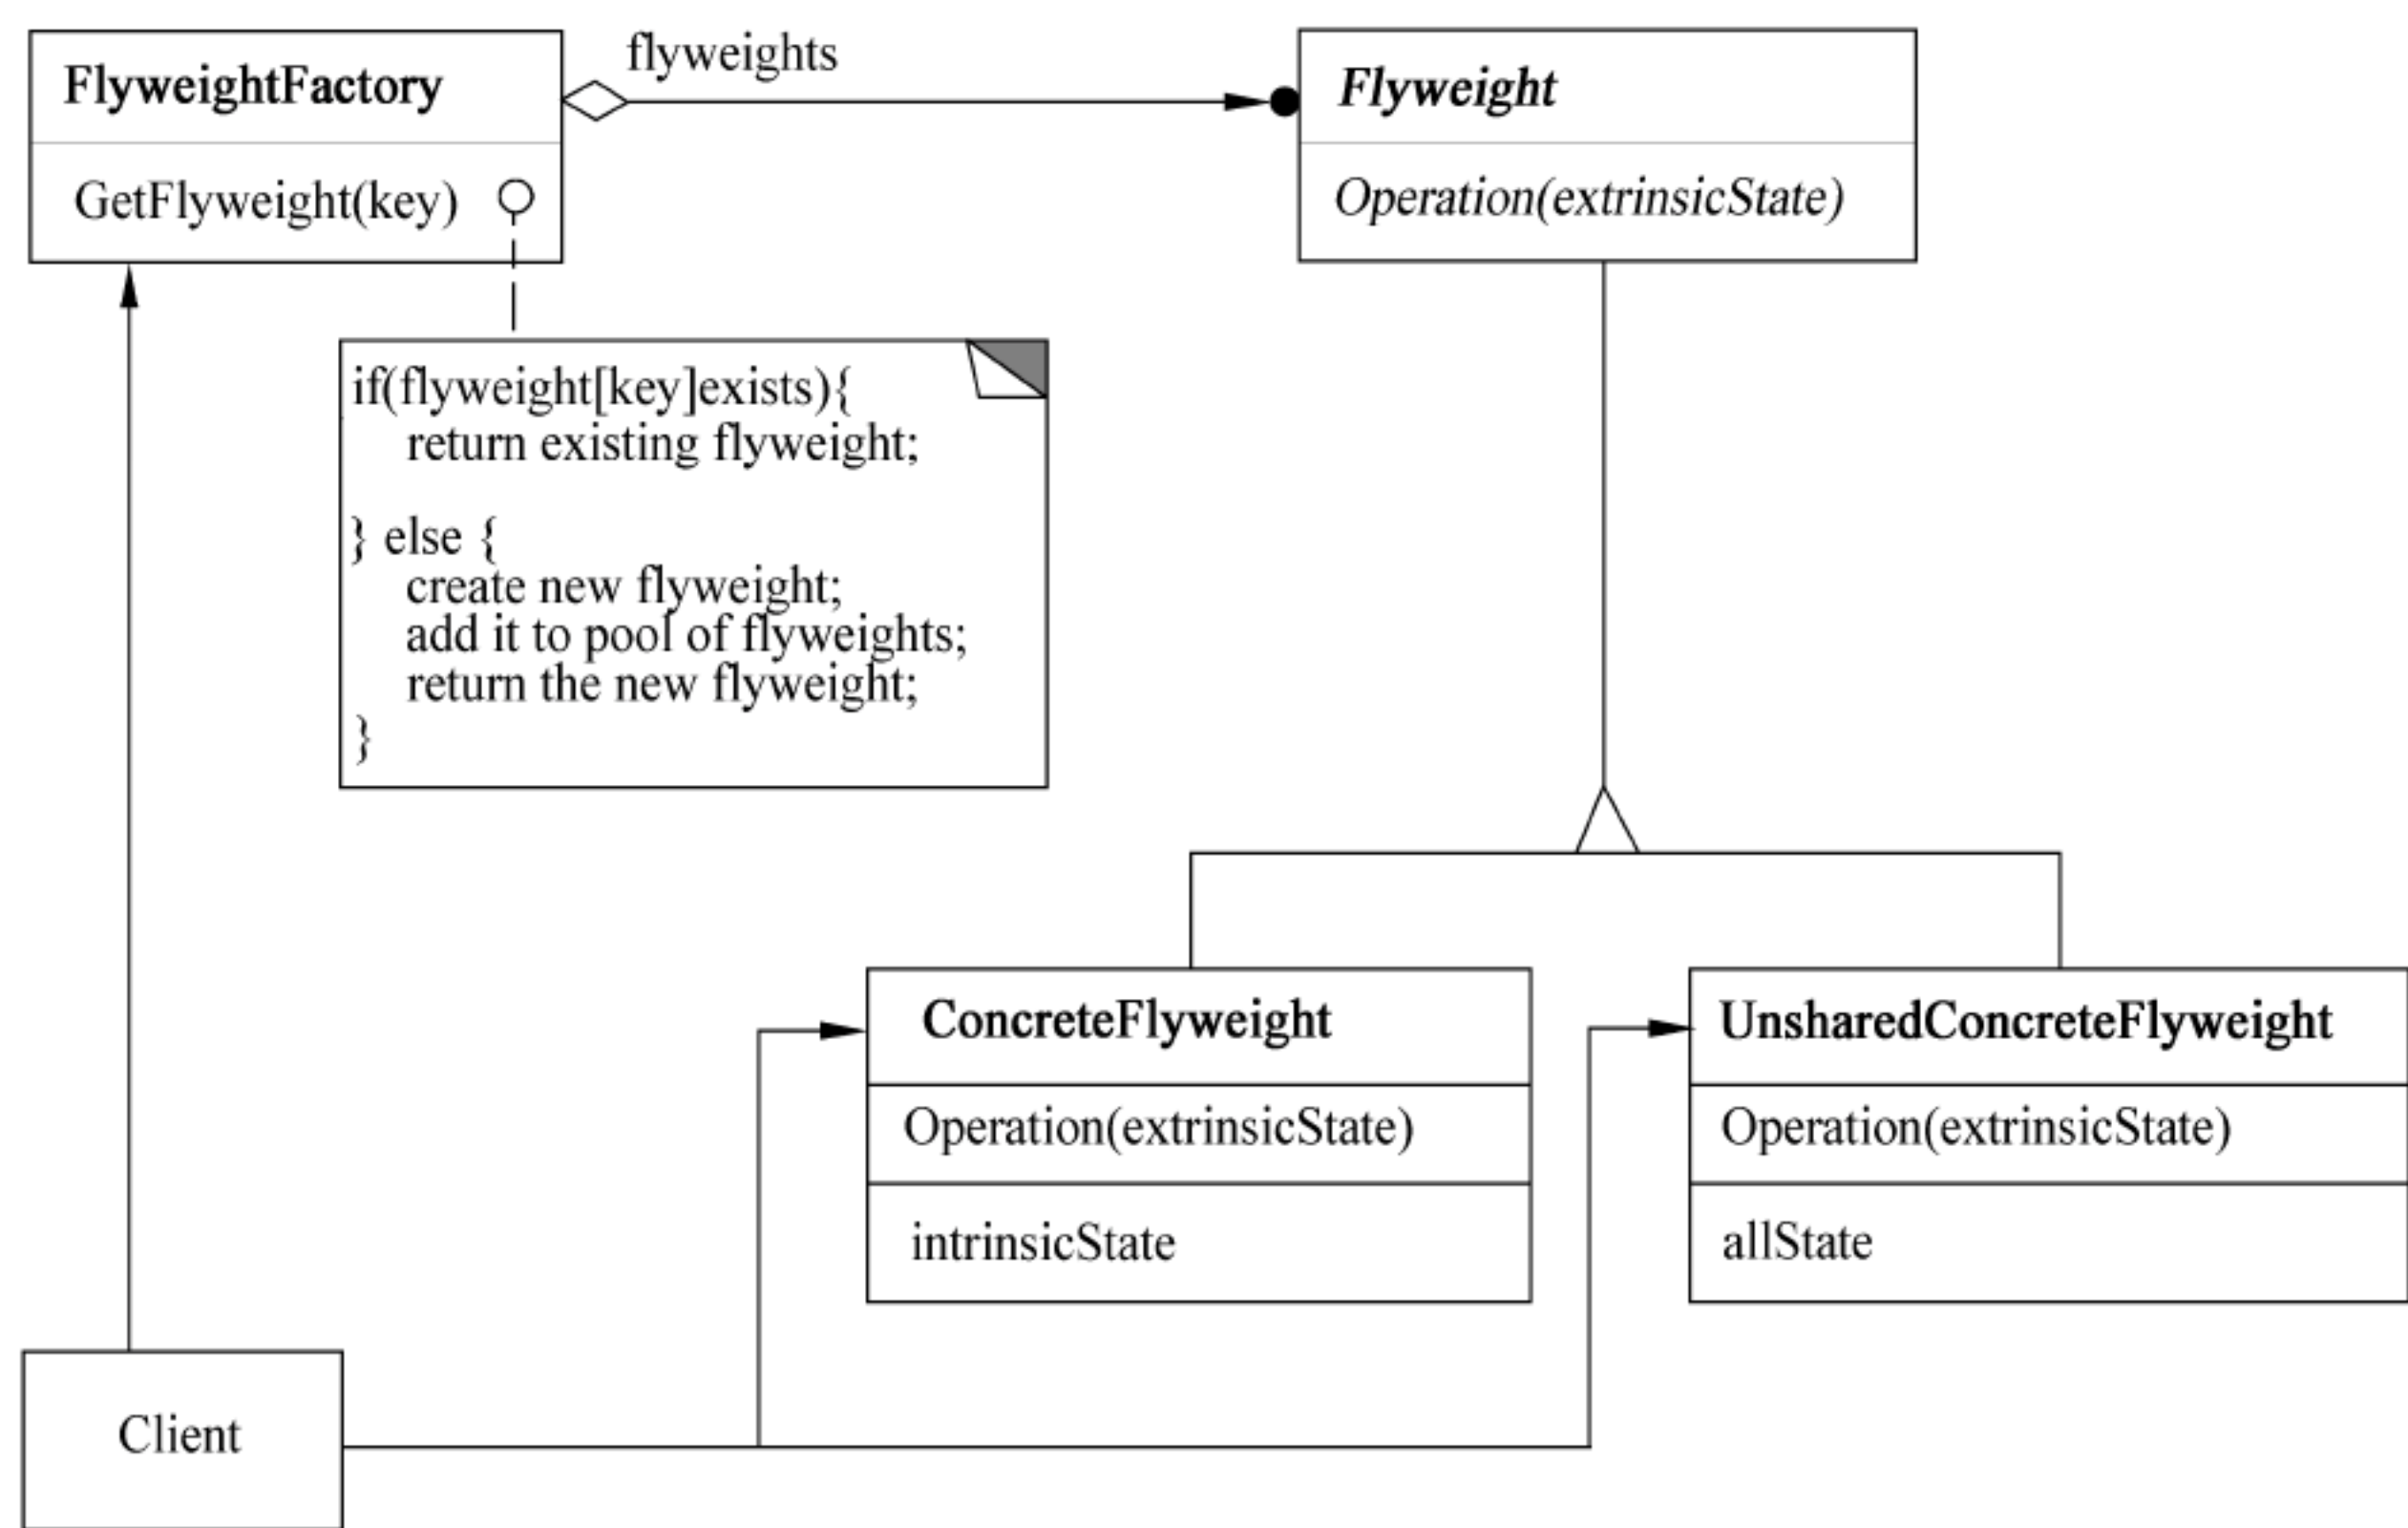 FlyweightFactory
GetFlyweight(key)
flyweights
Flyweight
Operation(extrinsicState)
if(flyweight[key]exists){
return existing flyweight;
} else {
create new flyweight;
add it to pool of flyweights;
return the new flyweight;
}
ConcreteFlyweight
Operation(extrinsicState)
intrinsicState
UnsharedConcreteFlyweight
Operation(extrinsicState)
allState
Client